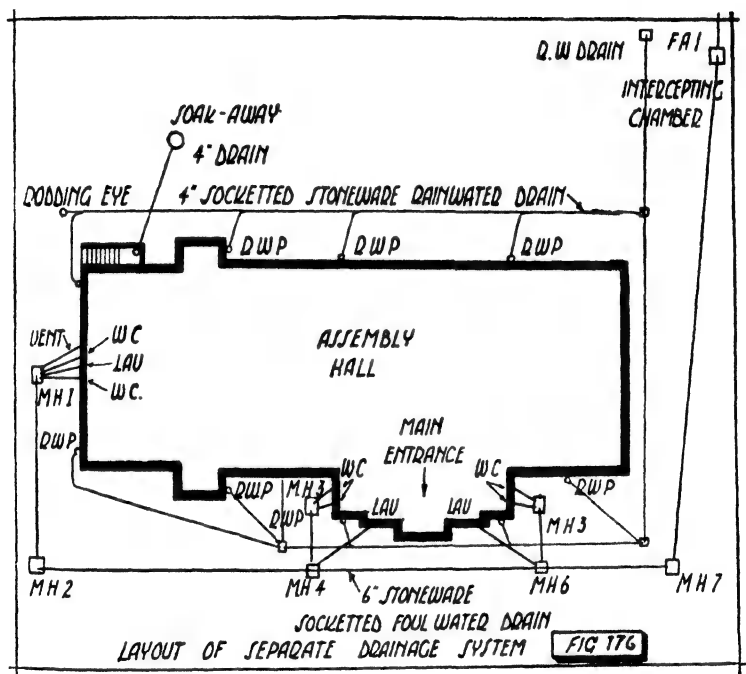 R.W DRAIN
FAI
INTERCEPTING
CHAMBER
SOAK-AWAY
4" DRAIN
RODDING EYE
4" SOCKETTED STONEWARE RAINWATER DRAIN
RWP
RWP
RWP
VENT
WC
LAU
WC.
MH1
ASSEMBLY
HALL
RWP
MAIN
ENTRANCE
WC
WC
RWP
MH3
RWP
LAU
LAU
RWP
MH3
MH2
MH4
6" STONEWARE
MH6
MH7
SOCKETTED FOUL WATER DRAIN
LAYOUT OF SEPARATE DRAINAGE SYSTEM
FIG 176